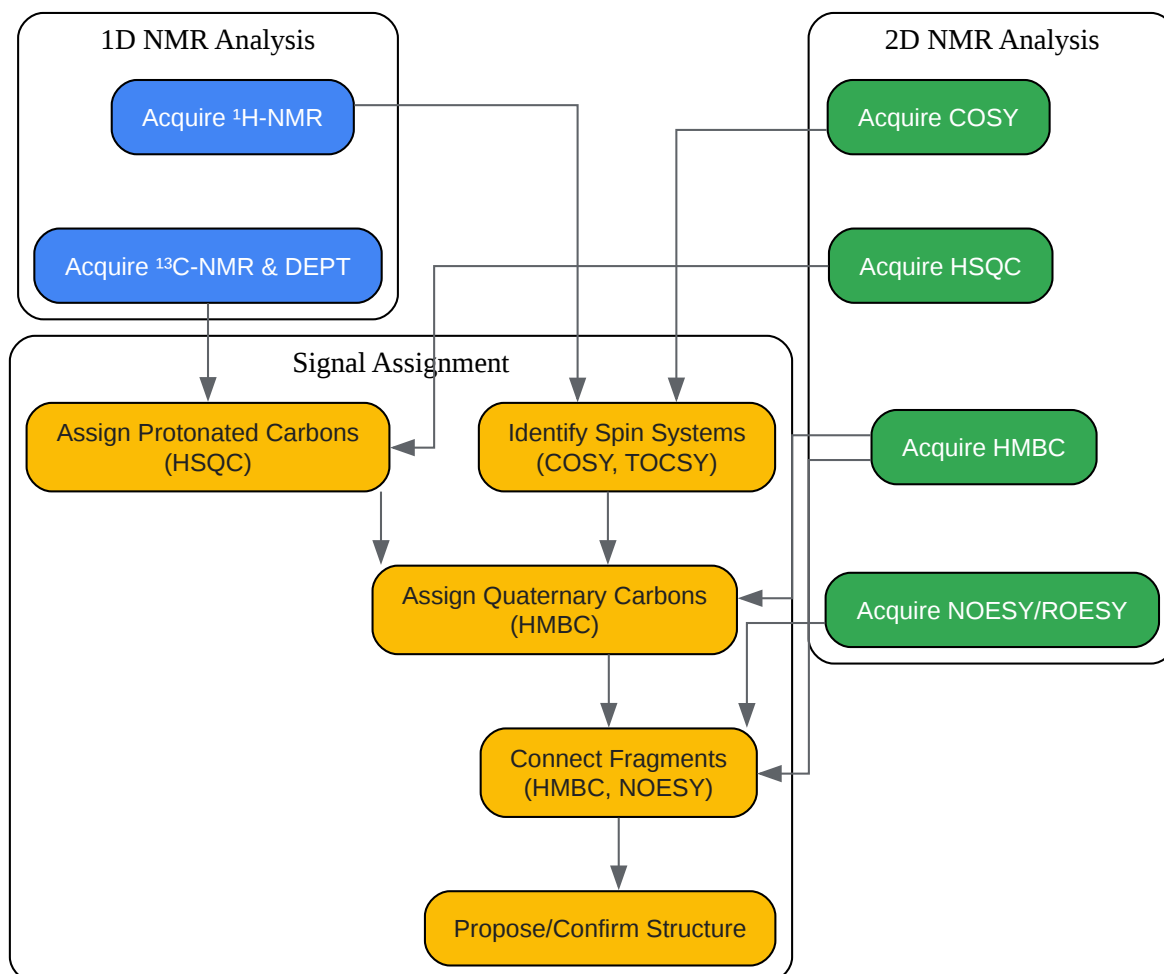 1D NMR Analysis
Acquire ¹H-NMR
Acquire ¹³C-NMR & DEPT
2D NMR Analysis
Acquire COSY
Acquire HSQC
Acquire HMBC
Acquire NOESY/ROESY
Signal Assignment
Assign Protonated Carbons
(HSQC)
Identify Spin Systems
(COSY, TOCSY)
Assign Quaternary Carbons
(HMBC)
Connect Fragments
(HMBC, NOESY)
Propose/Confirm Structure